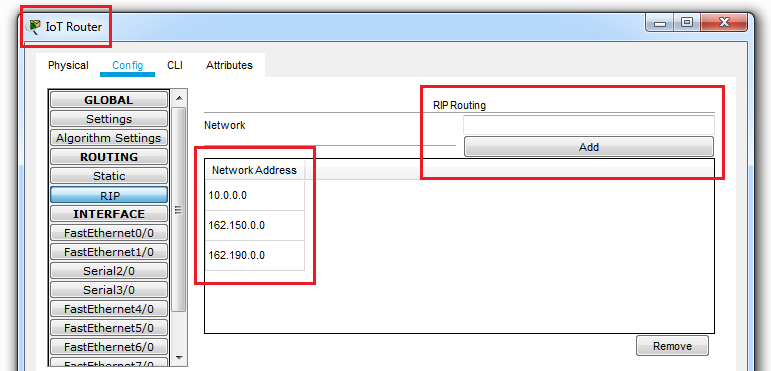 IoT Router
Physical Config CLI Attributes
GLOBAL
Settings
Algorithm Settings
ROUTING
Static
RIP
INTERFACE
FastEthernet0/0
FastEthernet1/0
Serial2/0
Serial3/0
FastEthernet4/0
FastEthernet5/0
FastEthernet6/0
FastEthernet7/0
RIP Routing
Network
Add
Network Address
10.0.0.0
162.150.0.0
162.190.0.0
Remove